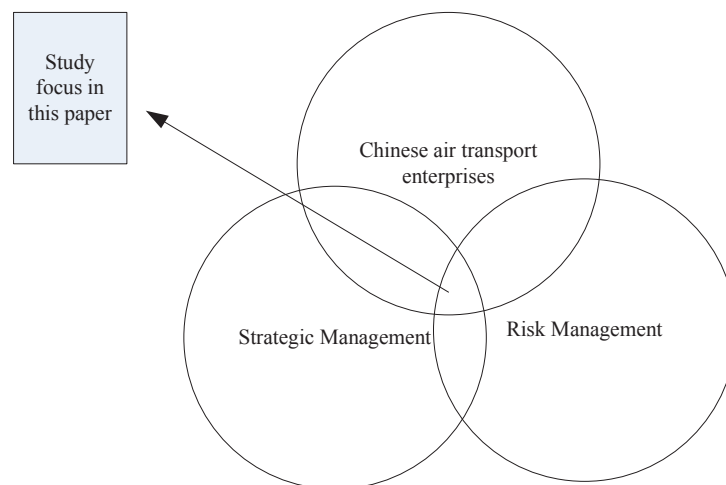 Study
focus in
this paper
Chinese air transport
enterprises
Strategic Management
Risk Management